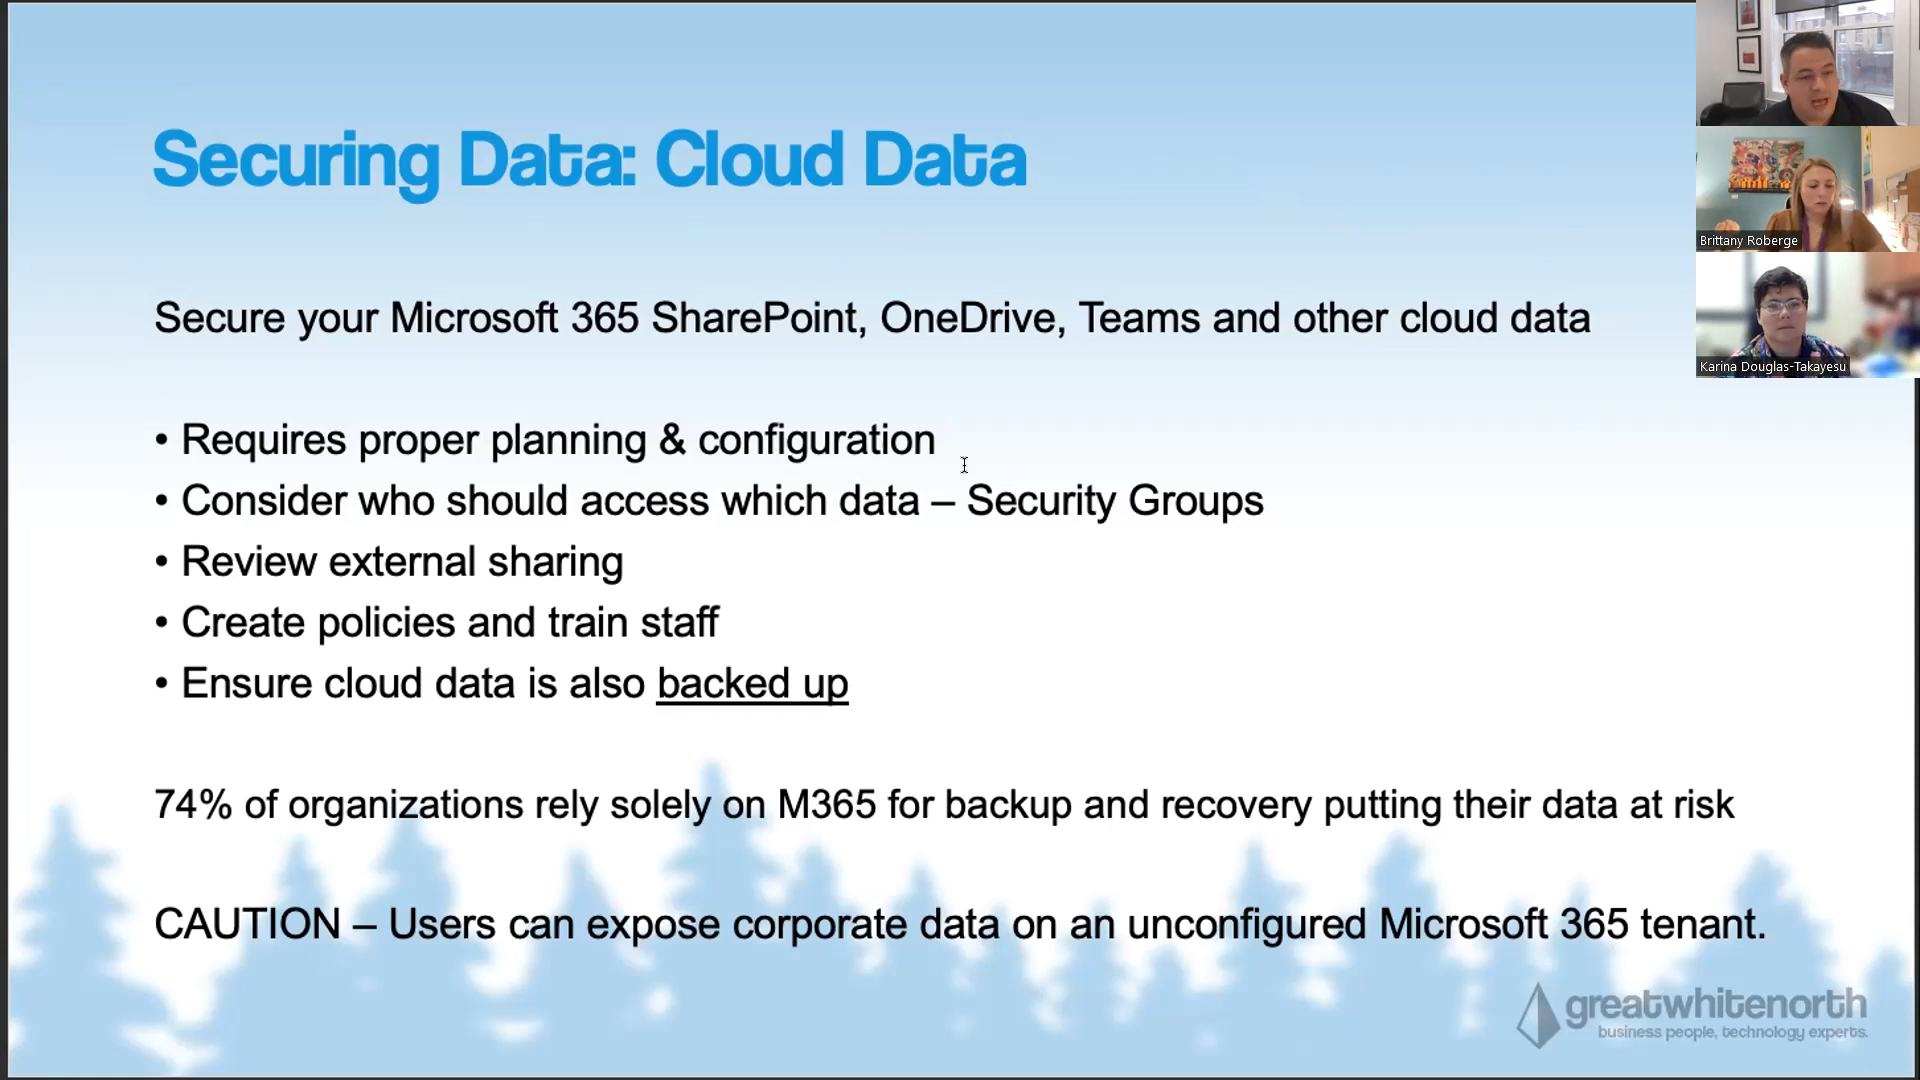 Securing Data: Cloud Data
Secure your Microsoft 365 SharePoint, OneDrive, Teams and other cloud data
• Requires proper planning & configuration
• Consider who should access which data – Security Groups
• Review external sharing
• Create policies and train staff
• Ensure cloud data is also backed up
74% of organizations rely solely on M365 for backup and recovery putting their data at risk
CAUTION – Users can expose corporate data on an unconfigured Microsoft 365 tenant.
greatwhitenorth
business people, technology experts.
Brittany Roberge
Karina Douglas-Takayesu